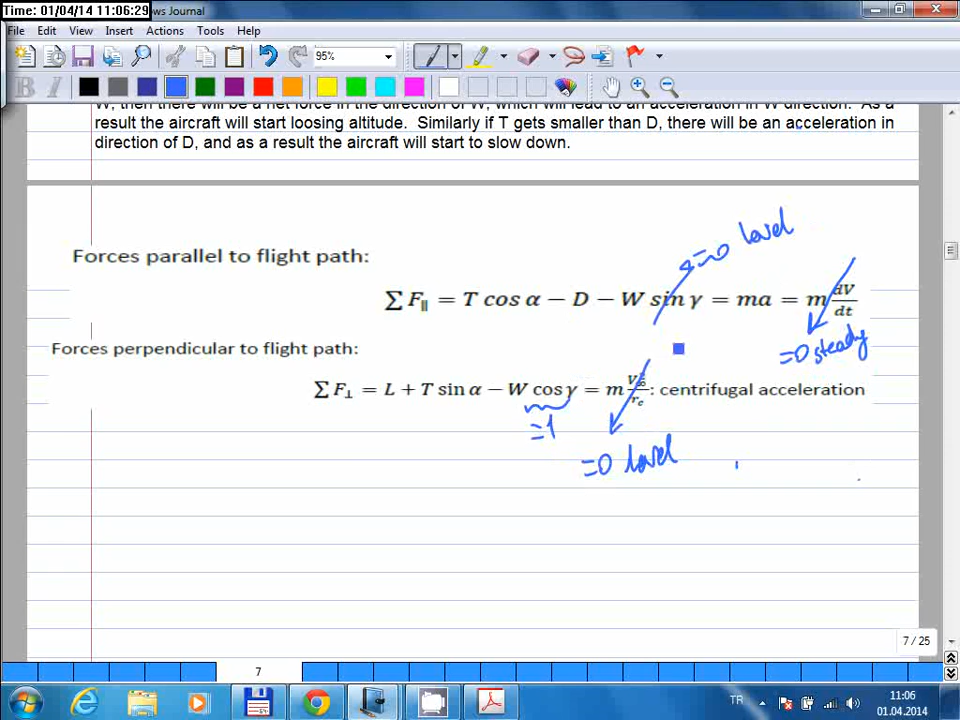 Time: 01/04/14 11:06:29
ws Journal
File Edit View Insert Actions Tools Help
95%
B I
W, then there will be a net force in the direction of W, which will lead to an acceleration in W direction. As a
result the aircraft will start loosing altitude. Similarly if T gets smaller than D, there will be an acceleration in
direction of D, and as a result the aircraft will start to slow down.
=0 level
Forces parallel to flight path:
∑ F∥ = T cos α − D − W sin γ = ma = m dV/dt
=0 steady
Forces perpendicular to flight path:
∑ F⊥ = L + T sin α − W cos γ = m V∞²/r_c : centrifugal acceleration
=1
=0 level
7 / 25
7
TR
11:06
01.04.2014